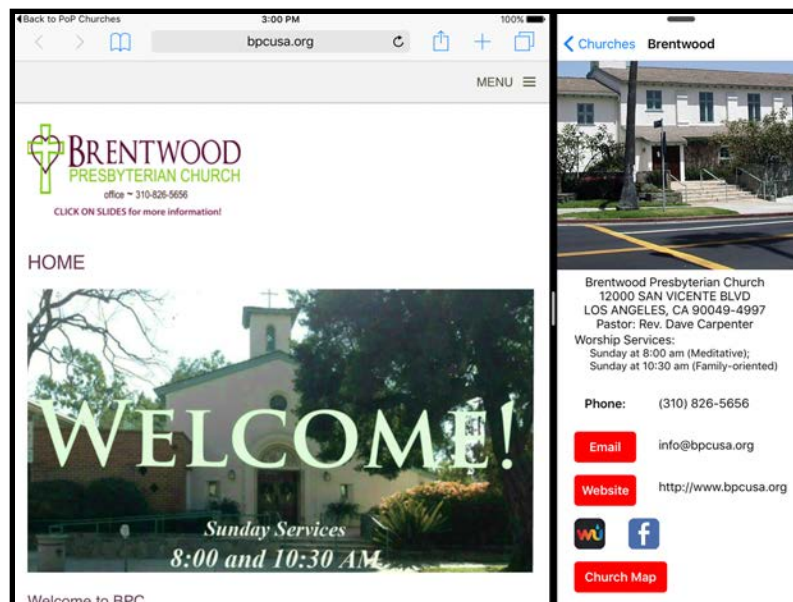 Back to PoP Churches
3:00 PM
100%
bpcusa.org
MENU
BRENTWOOD
PRESBYTERIAN CHURCH
office ~ 310-826-5656
CLICK ON SLIDES for more information!
HOME
WELCOME!
Sunday Services
8:00 and 10:30 AM
Welcome to BPC
Churches Brentwood
Brentwood Presbyterian Church
12000 SAN VICENTE BLVD
LOS ANGELES, CA 90049-4997
Pastor: Rev. Dave Carpenter
Worship Services:
Sunday at 8:00 am (Meditative);
Sunday at 10:30 am (Family-oriented)
Phone: (310) 826-5656
Email info@bpcusa.org
Website http://www.bpcusa.org
wü f
Church Map